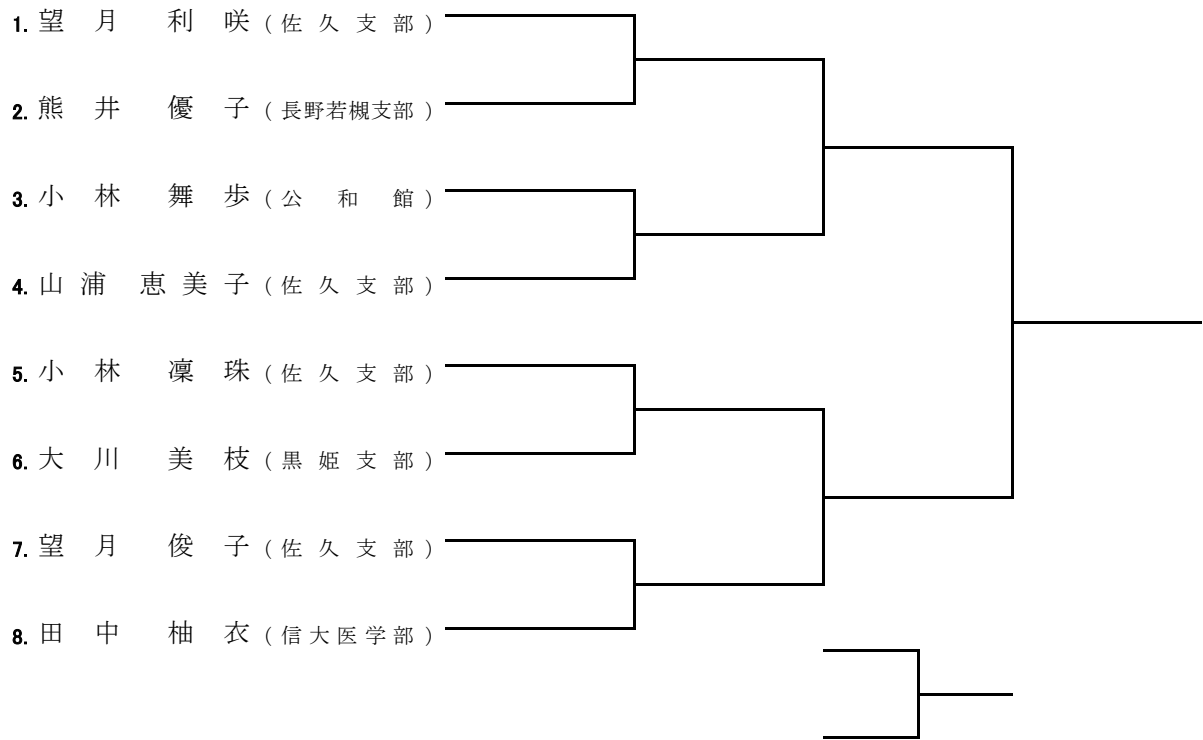 1. 望月 利咲 (佐久支部)
2. 熊井 優子 (長野若槻支部)
3. 小林 舞歩 (公和館)
4. 山浦 恵美子 (佐久支部)
5. 小林 凜珠 (佐久支部)
6. 大川 美枝 (黒姫支部)
7. 望月 俊子 (佐久支部)
8. 田中 柚衣 (信大医学部)